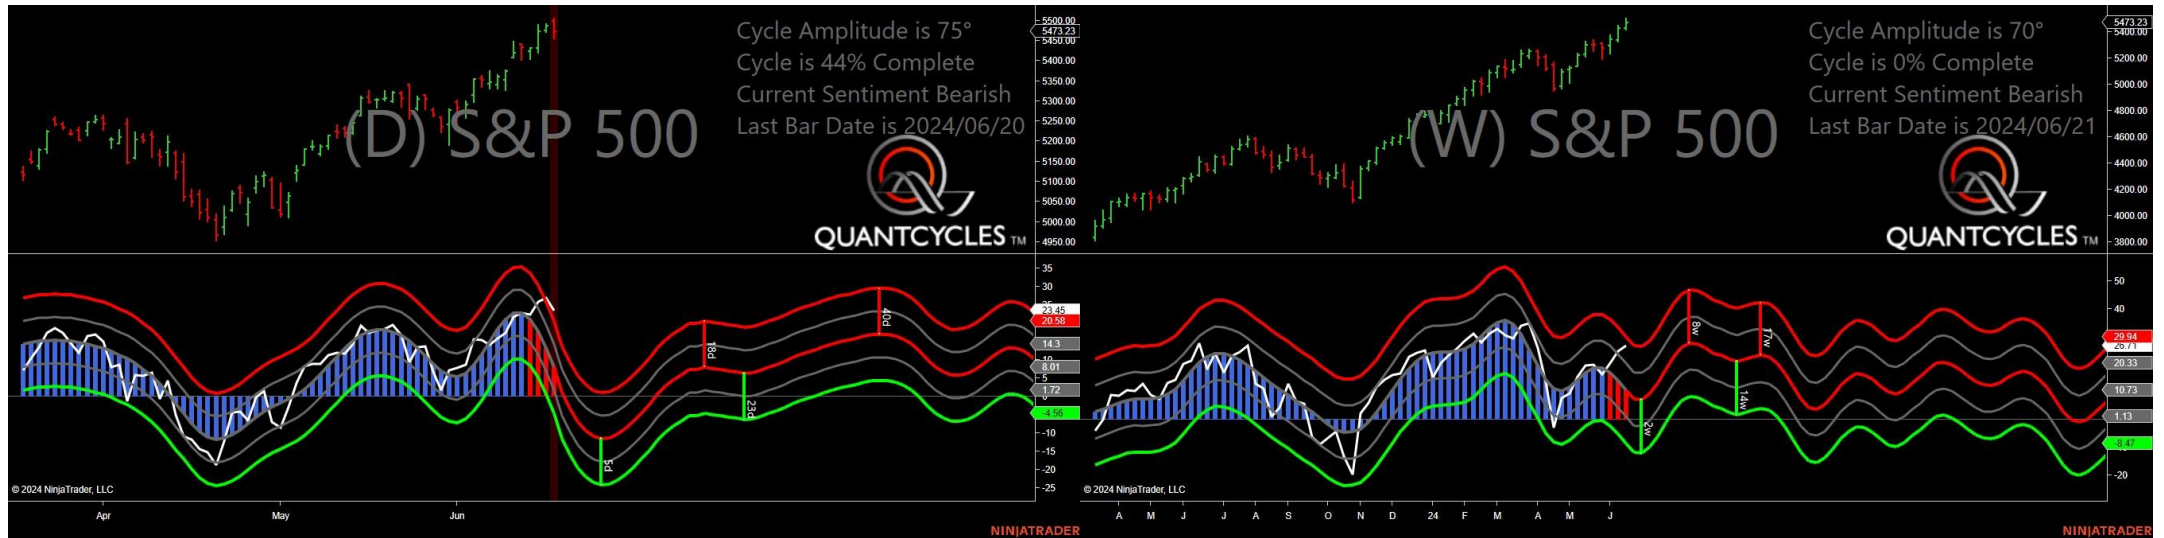 Cycle Amplitude is 75°
Cycle is 44% Complete
Current Sentiment Bearish
Last Bar Date is 2024/06/20
(D) S&P 500
QUANTCYCLES TM
5500.00
5473.23
5450.00
5400.00
5350.00
5300.00
5250.00
5200.00
5150.00
5100.00
5050.00
5000.00
4950.00
35
30
23.45
20.58
14.3
10
8.01
5
1.72
0
-4.56
-10
-15
-20
-25
5d
18d
23d
40d
© 2024 NinjaTrader, LLC
Apr May Jun
NINJATRADER
Cycle Amplitude is 70°
Cycle is 0% Complete
Current Sentiment Bearish
Last Bar Date is 2024/06/21
(W) S&P 500
QUANTCYCLES TM
5473.23
5400.00
5200.00
5000.00
4800.00
4600.00
4400.00
4200.00
4000.00
3800.00
50
40
29.94
26.71
20.33
10.73
1.13
-8.47
-20
2w
8w
14w
17w
© 2024 NinjaTrader, LLC
A M J J A S O N D 24 F M A M J
NINJATRADER